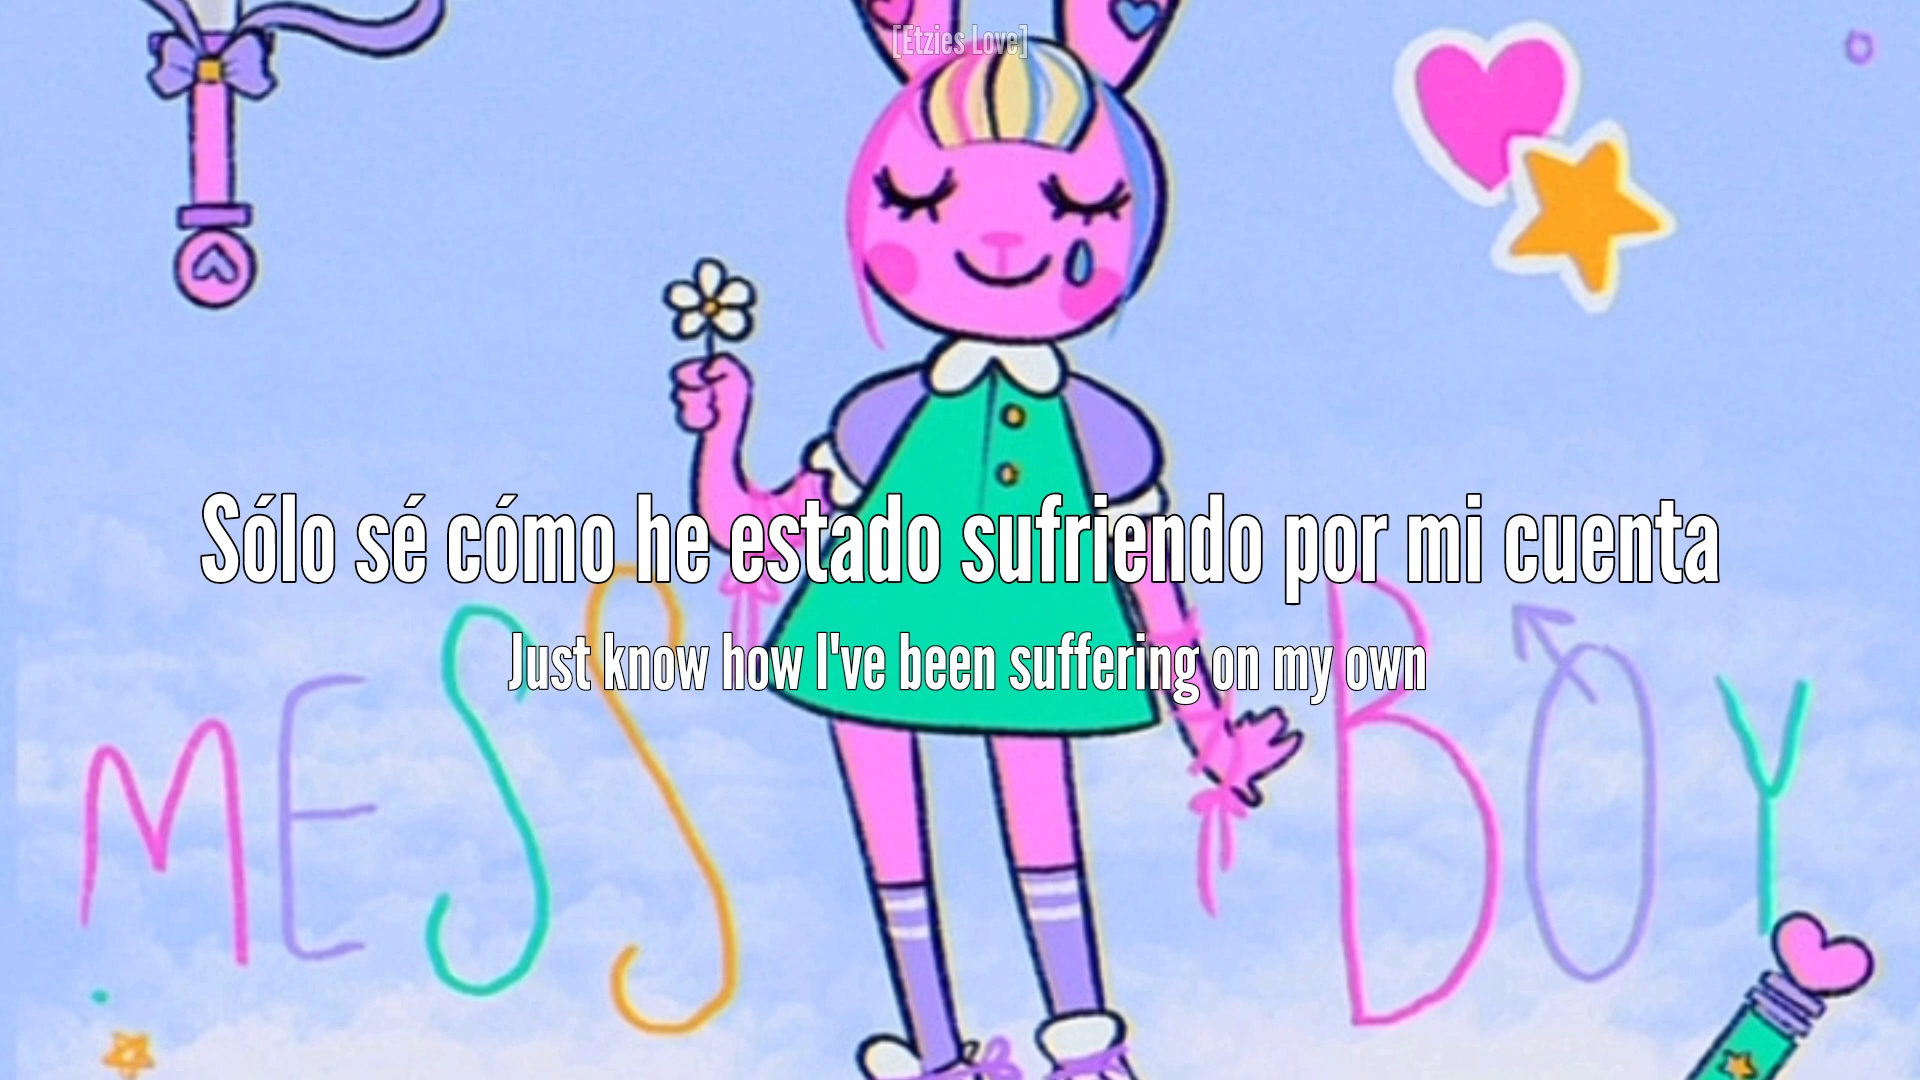 [Etzies Love]
Sólo sé cómo he estado sufriendo por mi cuenta
Just know how I've been suffering on my own
MESS BOY